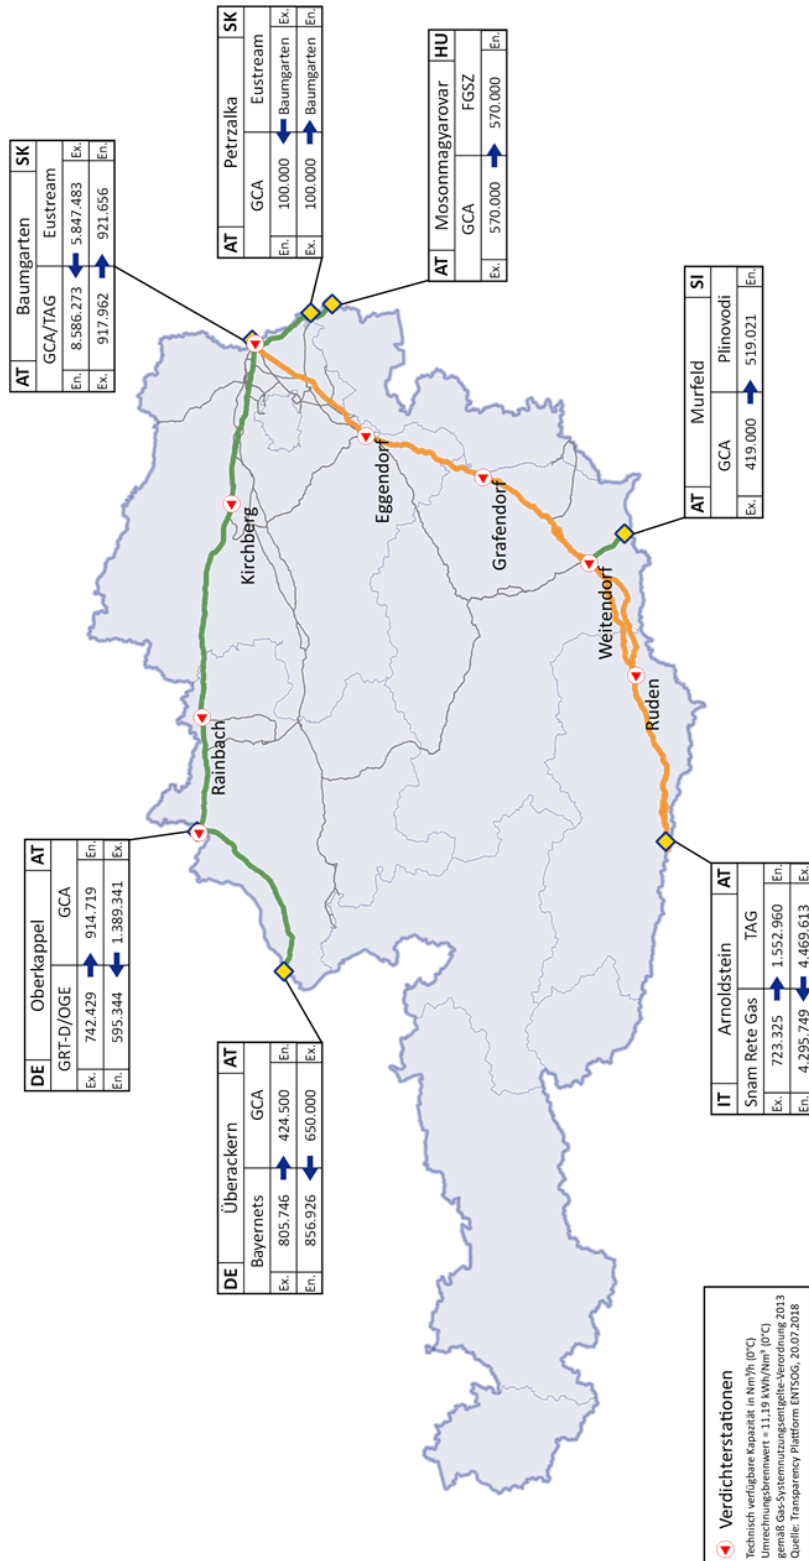 DE Oberkappel AT
GRT-D/OGE GCA
Ex. 742.429 914.719 En.
En. 595.344 1.389.341 Ex.
AT Baumgarten SK
GCA/TAG Eustream
En. 8.586.273 5.847.483 Ex.
Ex. 917.962 921.656 En.
DE Überackern AT
Bayernets GCA
Ex. 805.746 424.500 En.
En. 856.926 650.000 Ex.
AT Petrzalka SK
GCA Eustream
En. 100.000 Baumgarten Ex.
Ex. 100.000 Baumgarten En.
AT Mosonmagyarovar HU
GCA FGSZ
Ex. 570.000 570.000 En.
Rainbach
Kirchberg
Eggendorf
Grafendorf
Weitendorf
Ruden
AT Murfeld SI
GCA Plinovodi
Ex. 419.000 519.021 En.
IT Arnoldstein AT
Snam Rete Gas TAG
Ex. 723.325 1.552.960 En.
En. 4.295.749 4.469.613 Ex.
Verdichterstationen
Technisch verfügbare Kapazität in Nm³/h (0°C)
Umrechnungsbrennwert = 11,19 kWh/Nm³ (0°C)
gemäß Gas-Systemnutzungsentgelte-Verordnung 2013
Quelle: Transparency Plattform ENTSOG, 20.07.2018